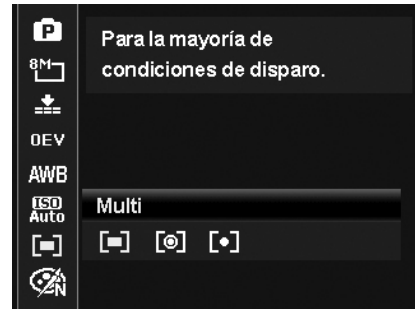 P
Para la mayoría de
condiciones de disparo.
8M
0EV
AWB
ISO
Auto
Multi
N